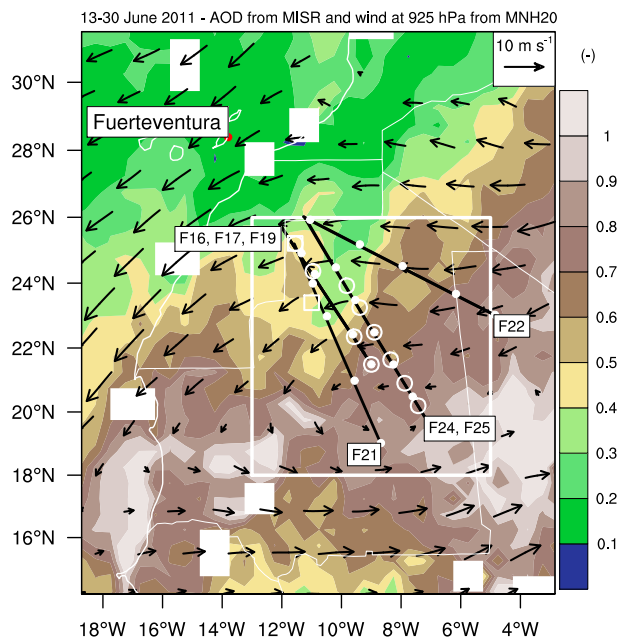 13-30 June 2011 - AOD from MISR and wind at 925 hPa from MNH20
10 m s⁻¹
(-)
30°N
28°N
26°N
24°N
22°N
20°N
18°N
16°N
Fuerteventura
F16, F17, F19
F22
F24, F25
F21
1
0.9
0.8
0.7
0.6
0.5
0.4
0.3
0.2
0.1
18°W 16°W 14°W 12°W 10°W 8°W 6°W 4°W